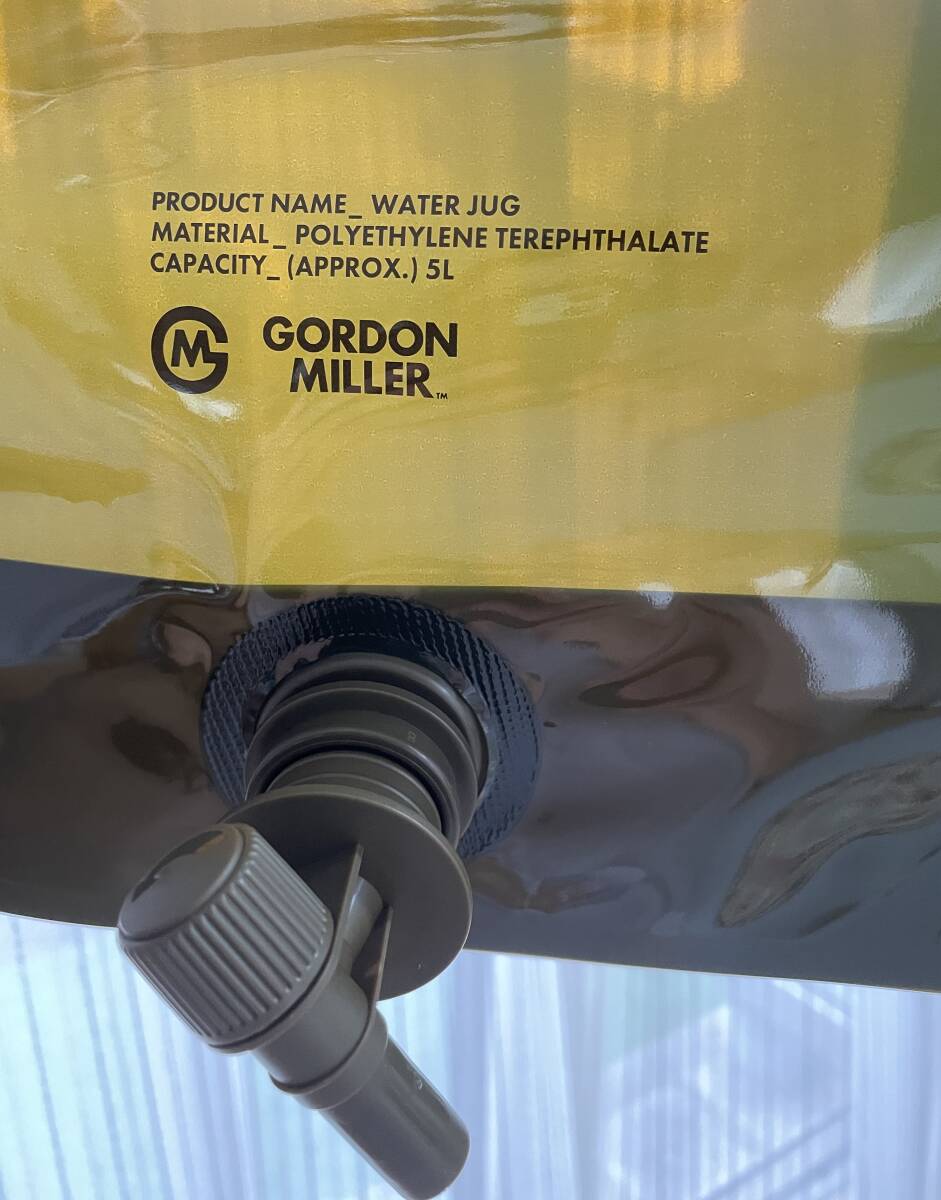 PRODUCT NAME_ WATER JUG
MATERIAL_ POLYETHYLENE TEREPHTHALATE
CAPACITY_ (APPROX.) 5L
GM
GORDON
MILLER™